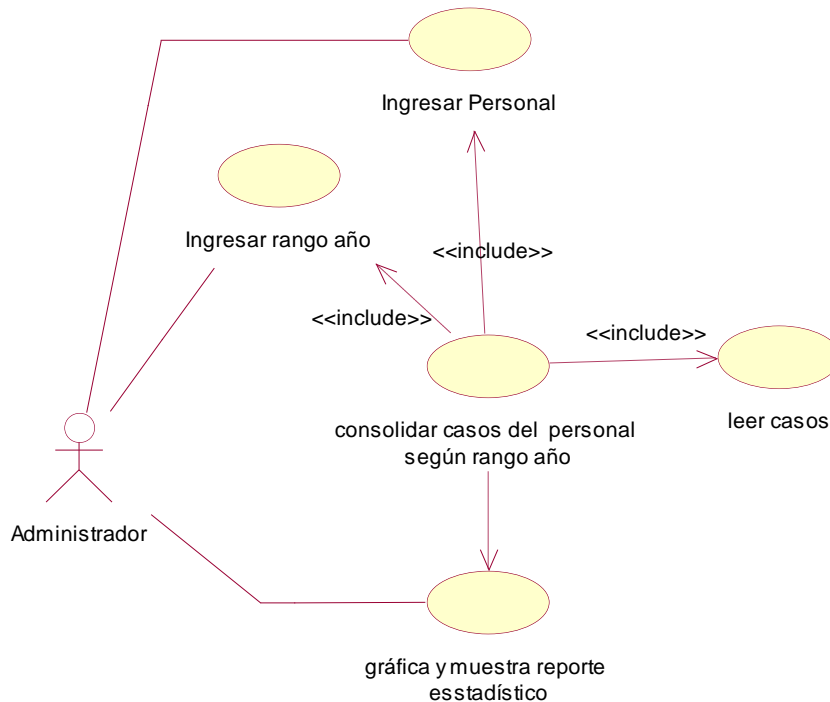 Ingresar Personal
Ingresar rango año
<<include>>
<<include>>
<<include>>
consolidar casos del personal
según rango año
leer casos
Administrador
gráfica y muestra reporte
esstadístico